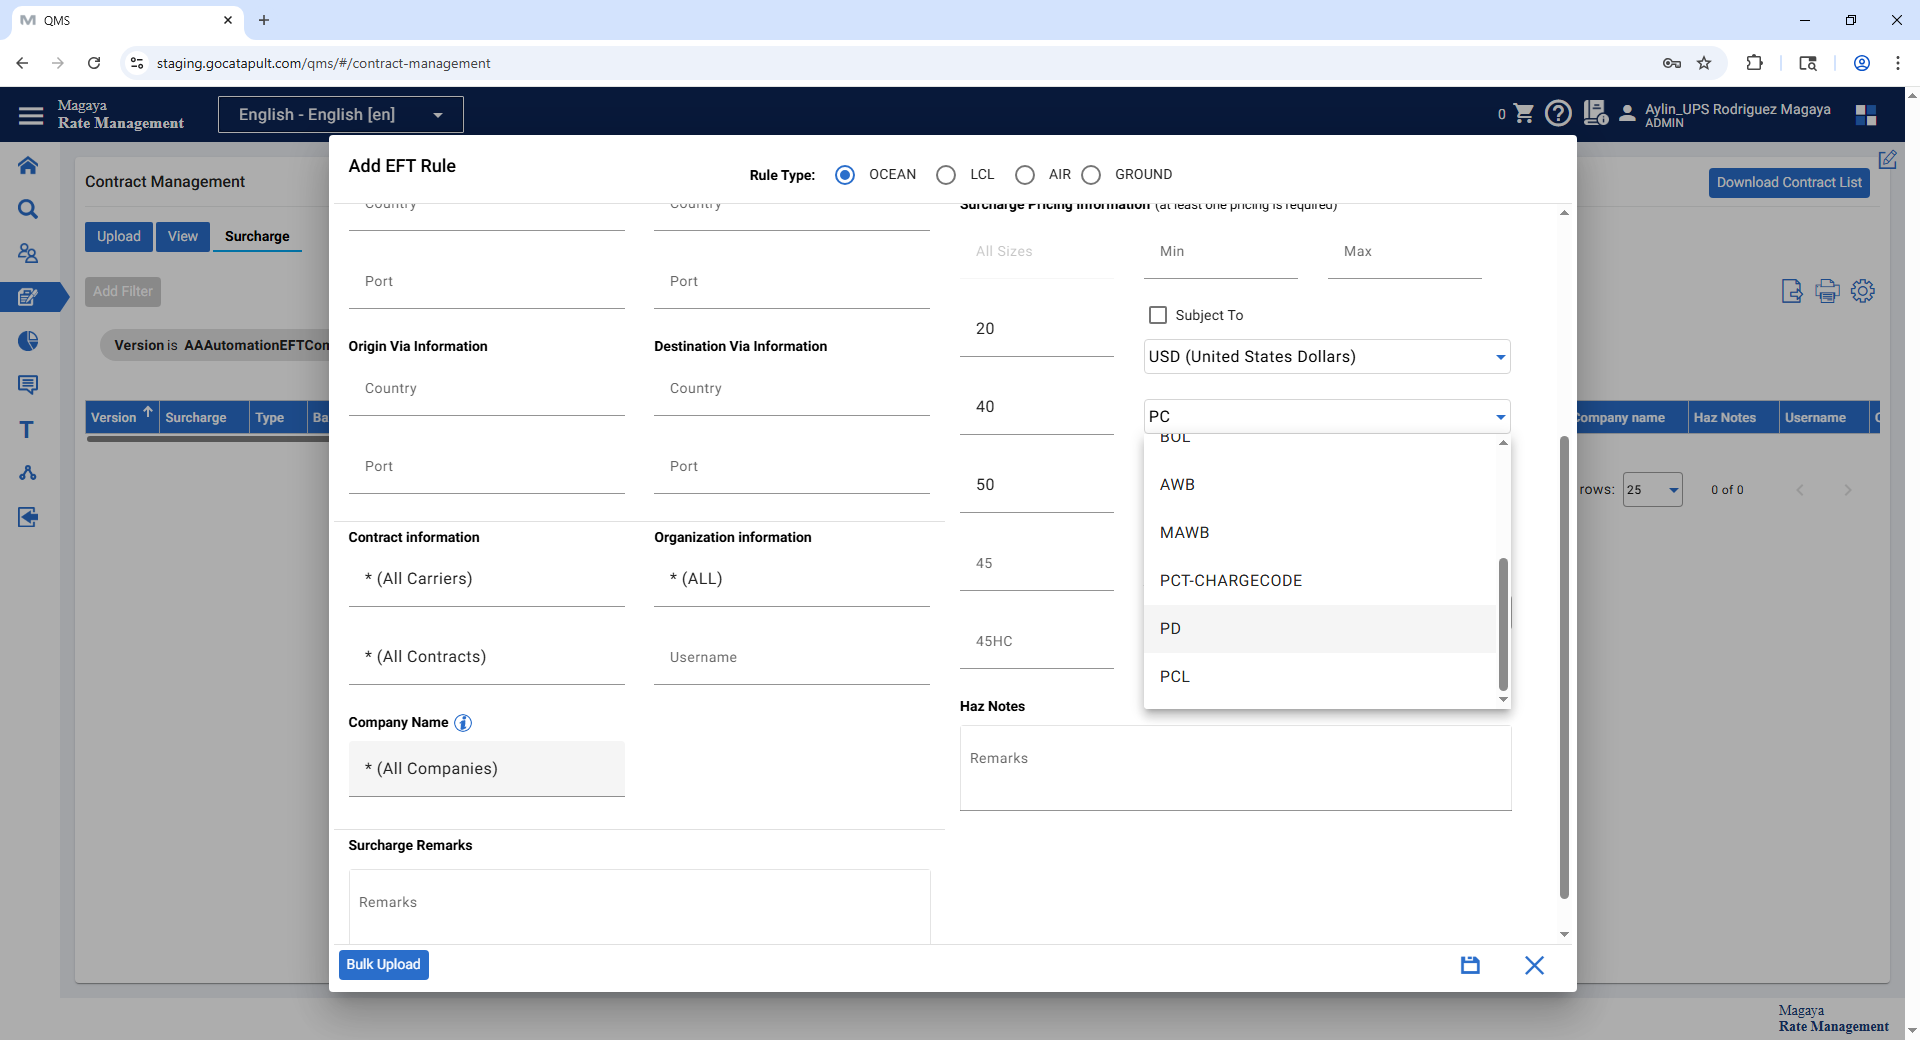 QMS
staging.gocatapult.com/qms/#/contract-management
Magaya
Rate Management
English - English [en]
0
Aylin_UPS Rodriguez Magaya
ADMIN
Contract Management
Download Contract List
Upload
View
Surcharge
Add Filter
Version is AAAutomationEFTCon
Version
Surcharge
Type
Ba
Company name
Haz Notes
Username
rows:
25
0 of 0
Add EFT Rule
Rule Type:
OCEAN
LCL
AIR
GROUND
Country
Country
Port
Port
Origin Via Information
Destination Via Information
Country
Country
Port
Port
Contract information
Organization information
* (All Carriers)
* (ALL)
* (All Contracts)
Username
Company Name
* (All Companies)
Surcharge Remarks
Remarks
Surcharge Pricing Information (at least one pricing is required)
All Sizes
Min
Max
20
Subject To
USD (United States Dollars)
40
PC
50
45
45HC
BOL
AWB
MAWB
PCT-CHARGECODE
PD
PCL
Haz Notes
Remarks
Bulk Upload
Magaya
Rate Management